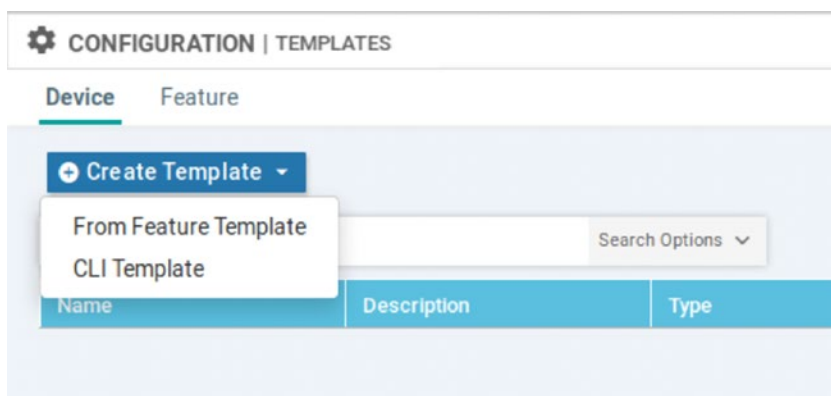 CONFIGURATION | TEMPLATES
Device Feature
Create Template
From Feature Template
Search Options
CLI Template
Name Description Type